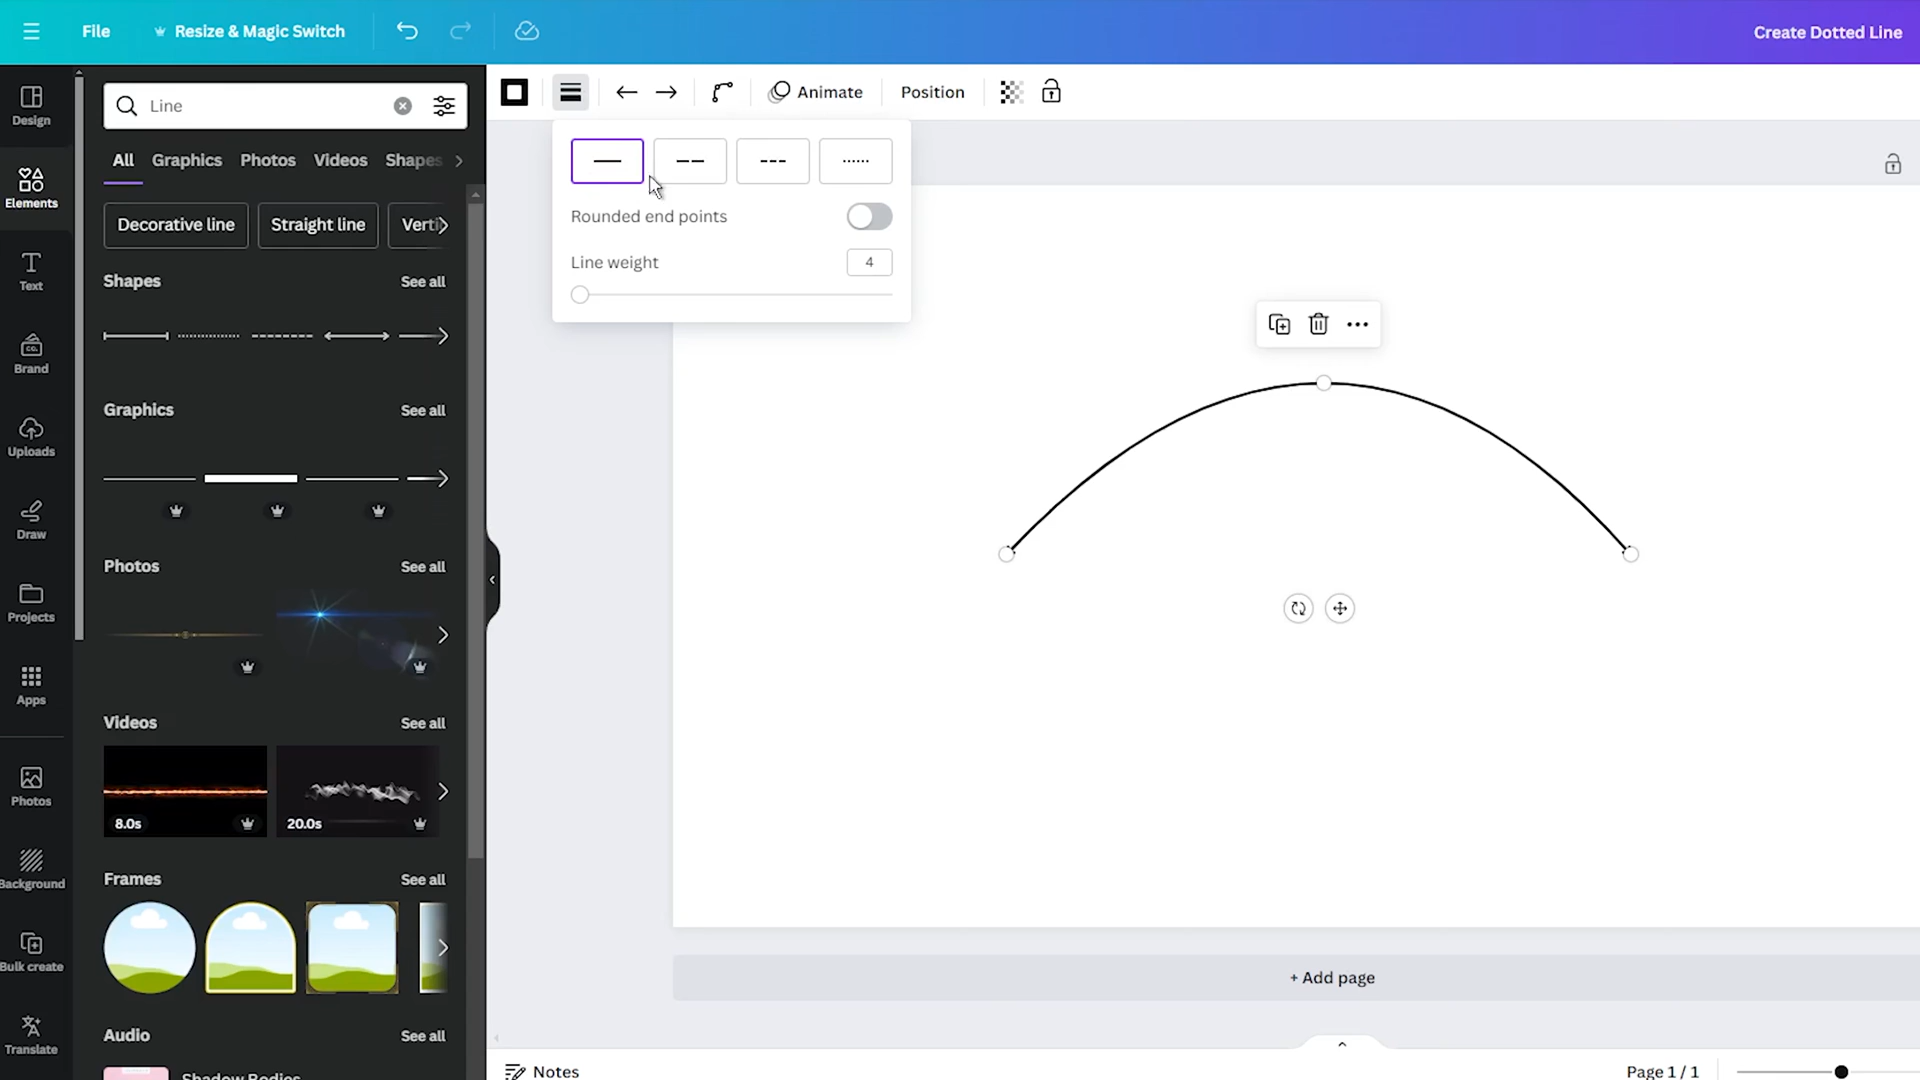 File
Resize & Magic Switch
Create Dotted Line
Design
Elements
Text
Brand
CO.
Uploads
Draw
Projects
Apps
Photos
Background
Bulk create
Translate
Line
All
Graphics
Photos
Videos
Shapes
Decorative line
Straight line
Shapes
See all
Graphics
See all
Photos
See all
Videos
See all
8.0s
20.0s
Frames
See all
Audio
See all
Animate
Position
Rounded end points
Line weight
4
+ Add page
Notes
Page 1 / 1